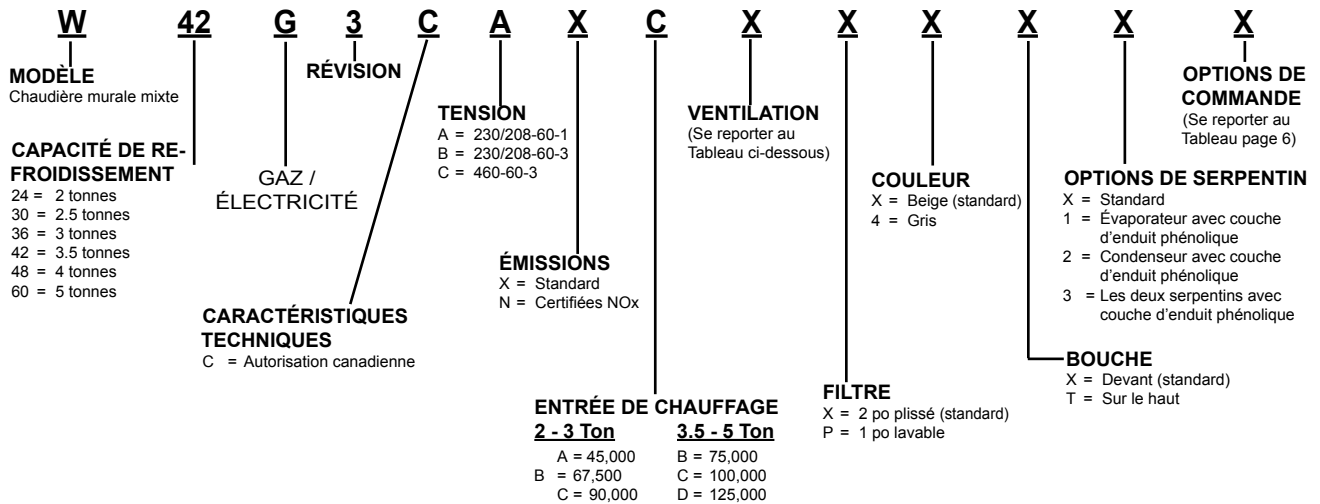 W 42 G 3 C A X C X X X X X X
MODÈLE
Chaudière murale mixte
CAPACITÉ DE RE-
FROIDISSEMENT
24 = 2 tonnes
30 = 2.5 tonnes
36 = 3 tonnes
42 = 3.5 tonnes
48 = 4 tonnes
60 = 5 tonnes
GAZ /
ÉLECTRICITÉ
RÉVISION
CARACTÉRISTIQUES
TECHNIQUES
C = Autorisation canadienne
TENSION
A = 230/208-60-1
B = 230/208-60-3
C = 460-60-3
ÉMISSIONS
X = Standard
N = Certifiées NOx
ENTRÉE DE CHAUFFAGE
2 - 3 Ton 3.5 - 5 Ton
A = 45,000 B = 75,000
B = 67,500 C = 100,000
C = 90,000 D = 125,000
VENTILATION
(Se reporter au
Tableau ci-dessous)
FILTRE
X = 2 po plissé (standard)
P = 1 po lavable
COULEUR
X = Beige (standard)
4 = Gris
BOUCHE
X = Devant (standard)
T = Sur le haut
OPTIONS DE SERPENTIN
X = Standard
1 = Évaporateur avec couche
d'enduit phénolique
2 = Condenseur avec couche
d'enduit phénolique
3 = Les deux serpentins avec
couche d'enduit phénolique
OPTIONS DE
COMMANDE
(Se reporter au
Tableau page 6)